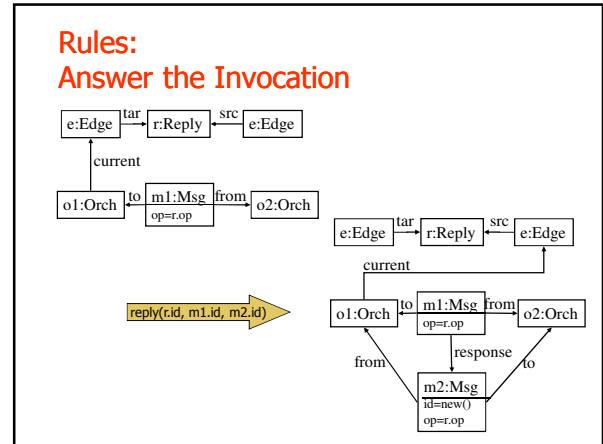 Rules:
Answer the Invocation
e:Edge tar r:Reply src e:Edge
current
o1:Orch to m1:Msg from o2:Orch
op=r.op
e:Edge tar r:Reply src e:Edge
current
reply(r.id, m1.id, m2.id)
o1:Orch to m1:Msg from o2:Orch
op=r.op
from response to
m2:Msg
id=new()
op=r.op